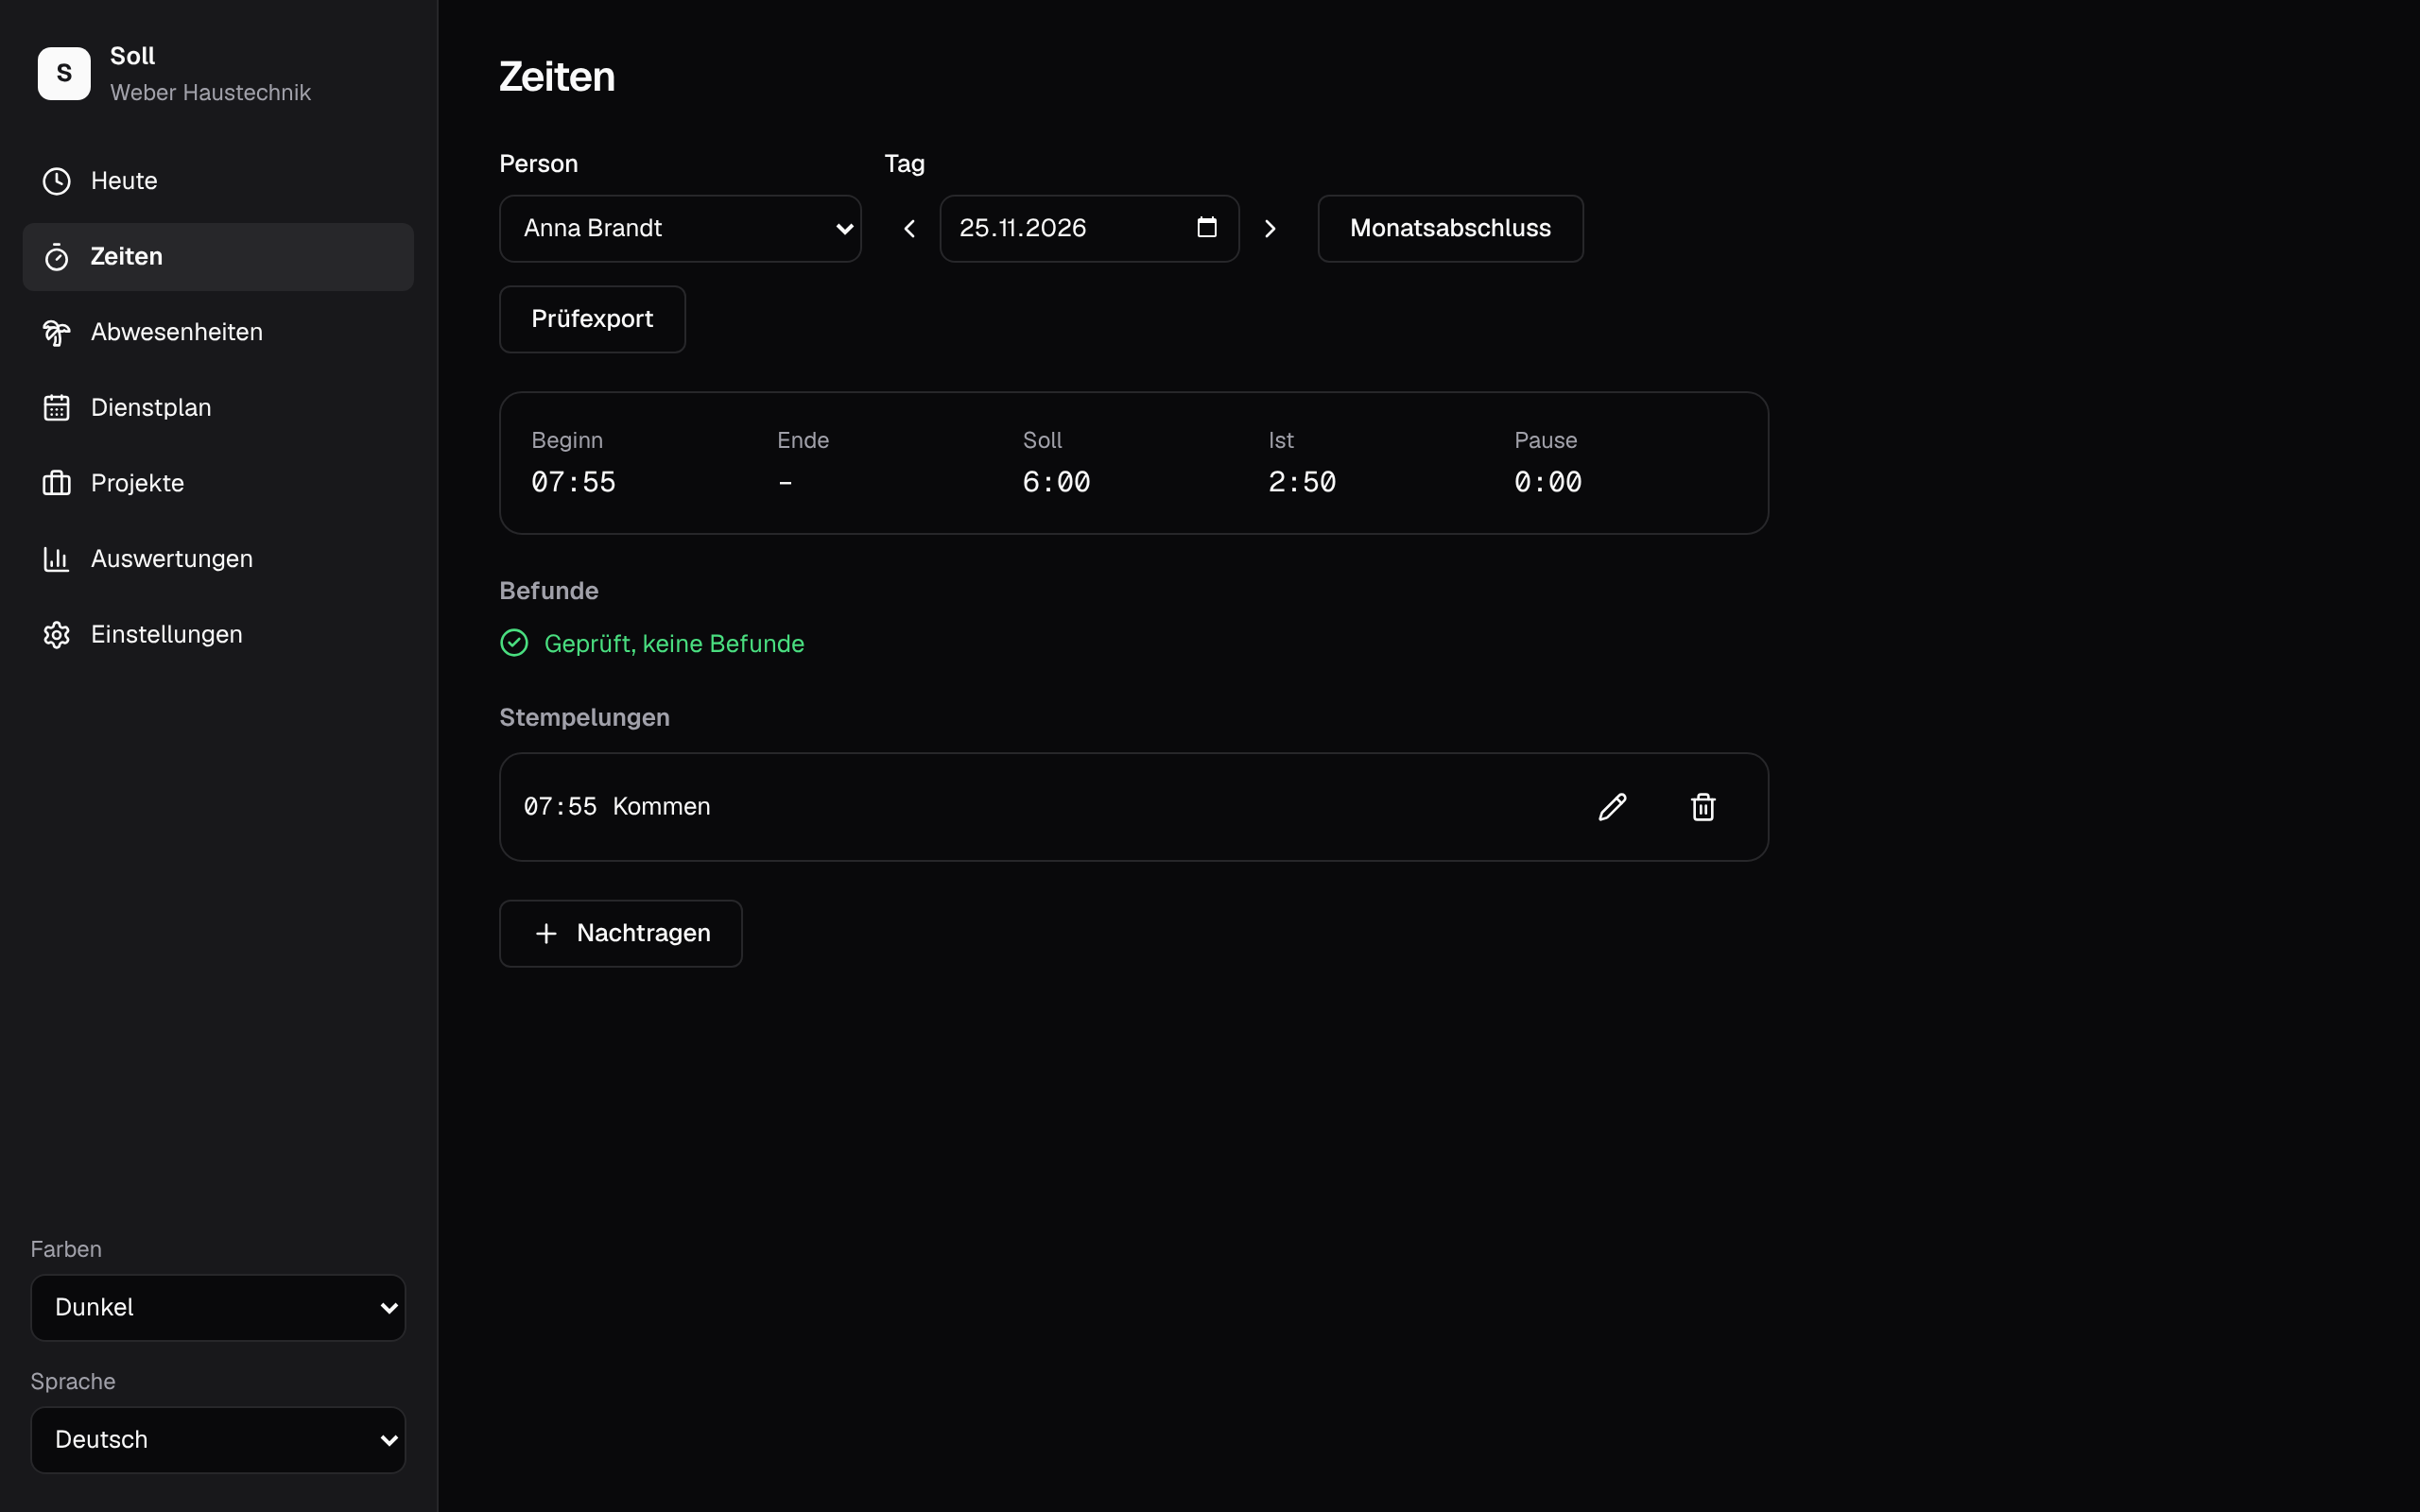 S
Soll
Weber Haustechnik
Heute
Zeiten
Abwesenheiten
Dienstplan
Projekte
Auswertungen
Einstellungen
Farben
Dunkel
Sprache
Deutsch
Zeiten
Person
Tag
Anna Brandt
25.11.2026
Monatsabschluss
Prüfexport
Beginn
07:55
Ende
-
Soll
6:00
Ist
2:50
Pause
0:00
Befunde
Geprüft, keine Befunde
Stempelungen
07:55 Kommen
Nachtragen